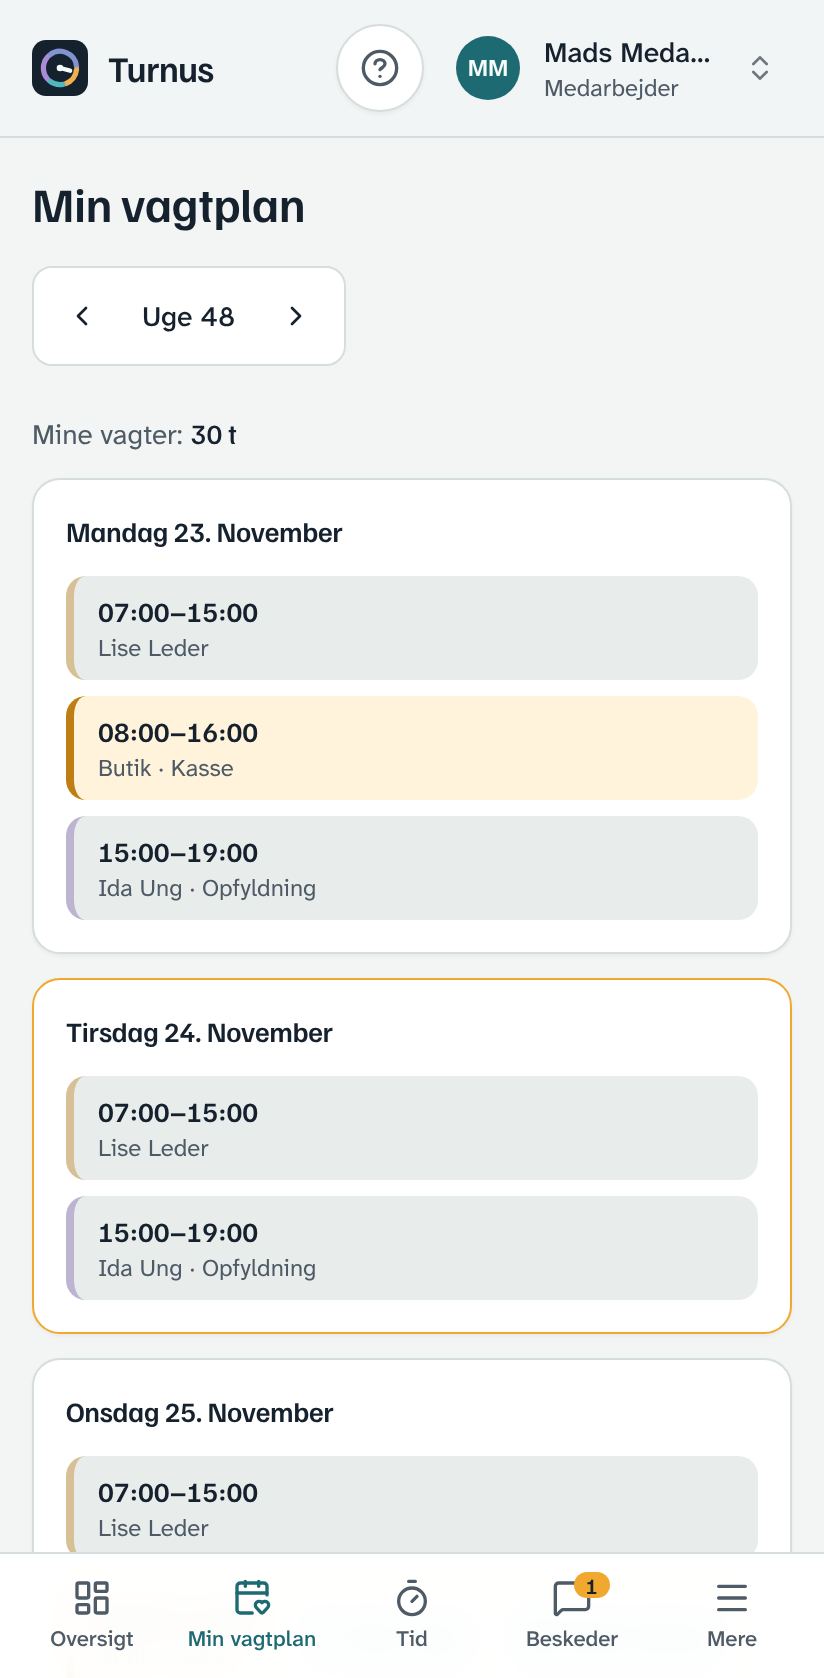 Turnus
MM
Mads Meda...
Medarbejder
Min vagtplan
Uge 48
Mine vagter: 30 t
Mandag 23. November
07:00–15:00
Lise Leder
08:00–16:00
Butik · Kasse
15:00–19:00
Ida Ung · Opfyldning
Tirsdag 24. November
07:00–15:00
Lise Leder
15:00–19:00
Ida Ung · Opfyldning
Onsdag 25. November
07:00–15:00
Lise Leder
1
Oversigt
Min vagtplan
Tid
Beskeder
Mere